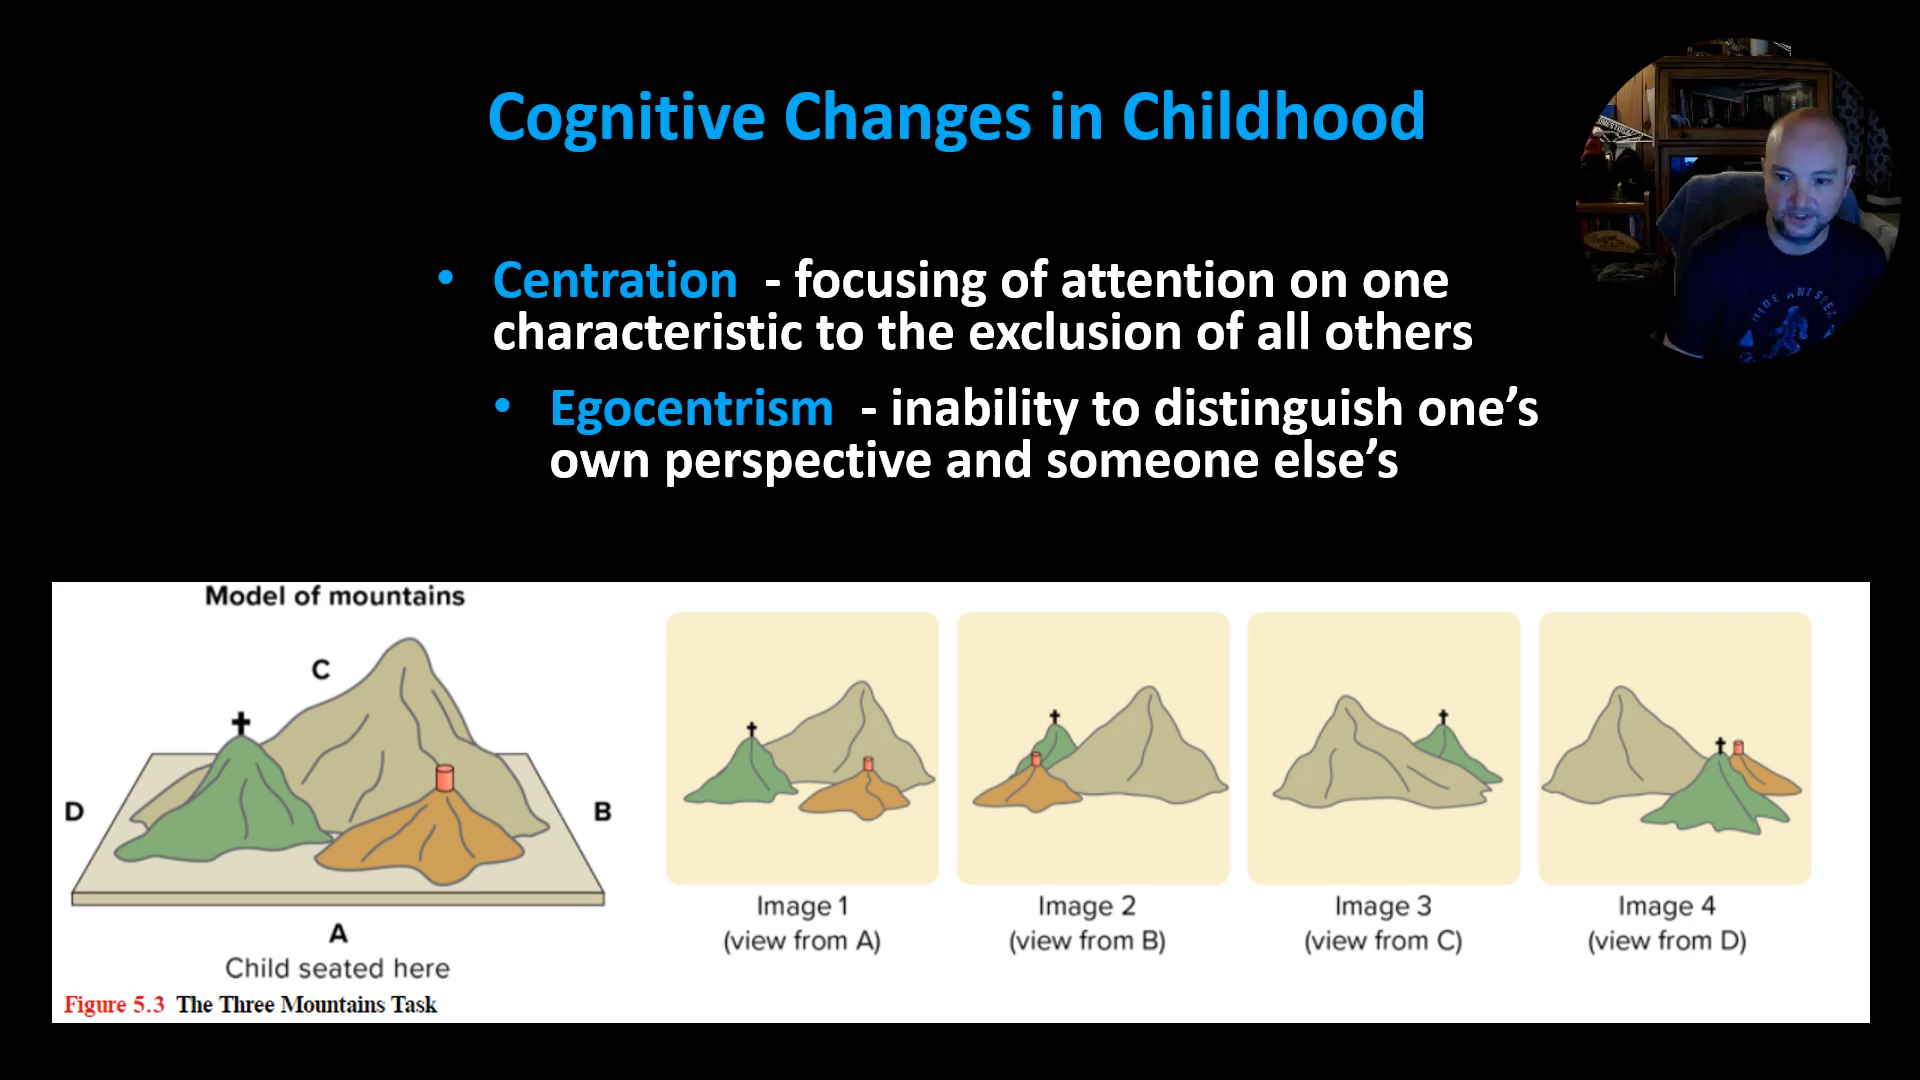 Cognitive Changes in Childhood
• Centration - focusing of attention on one
characteristic to the exclusion of all others
• Egocentrism - inability to distinguish one’s
own perspective and someone else’s
Model of mountains
C
D
B
A
Child seated here
Image 1
(view from A)
Image 2
(view from B)
Image 3
(view from C)
Image 4
(view from D)
Figure 5.3 The Three Mountains Task